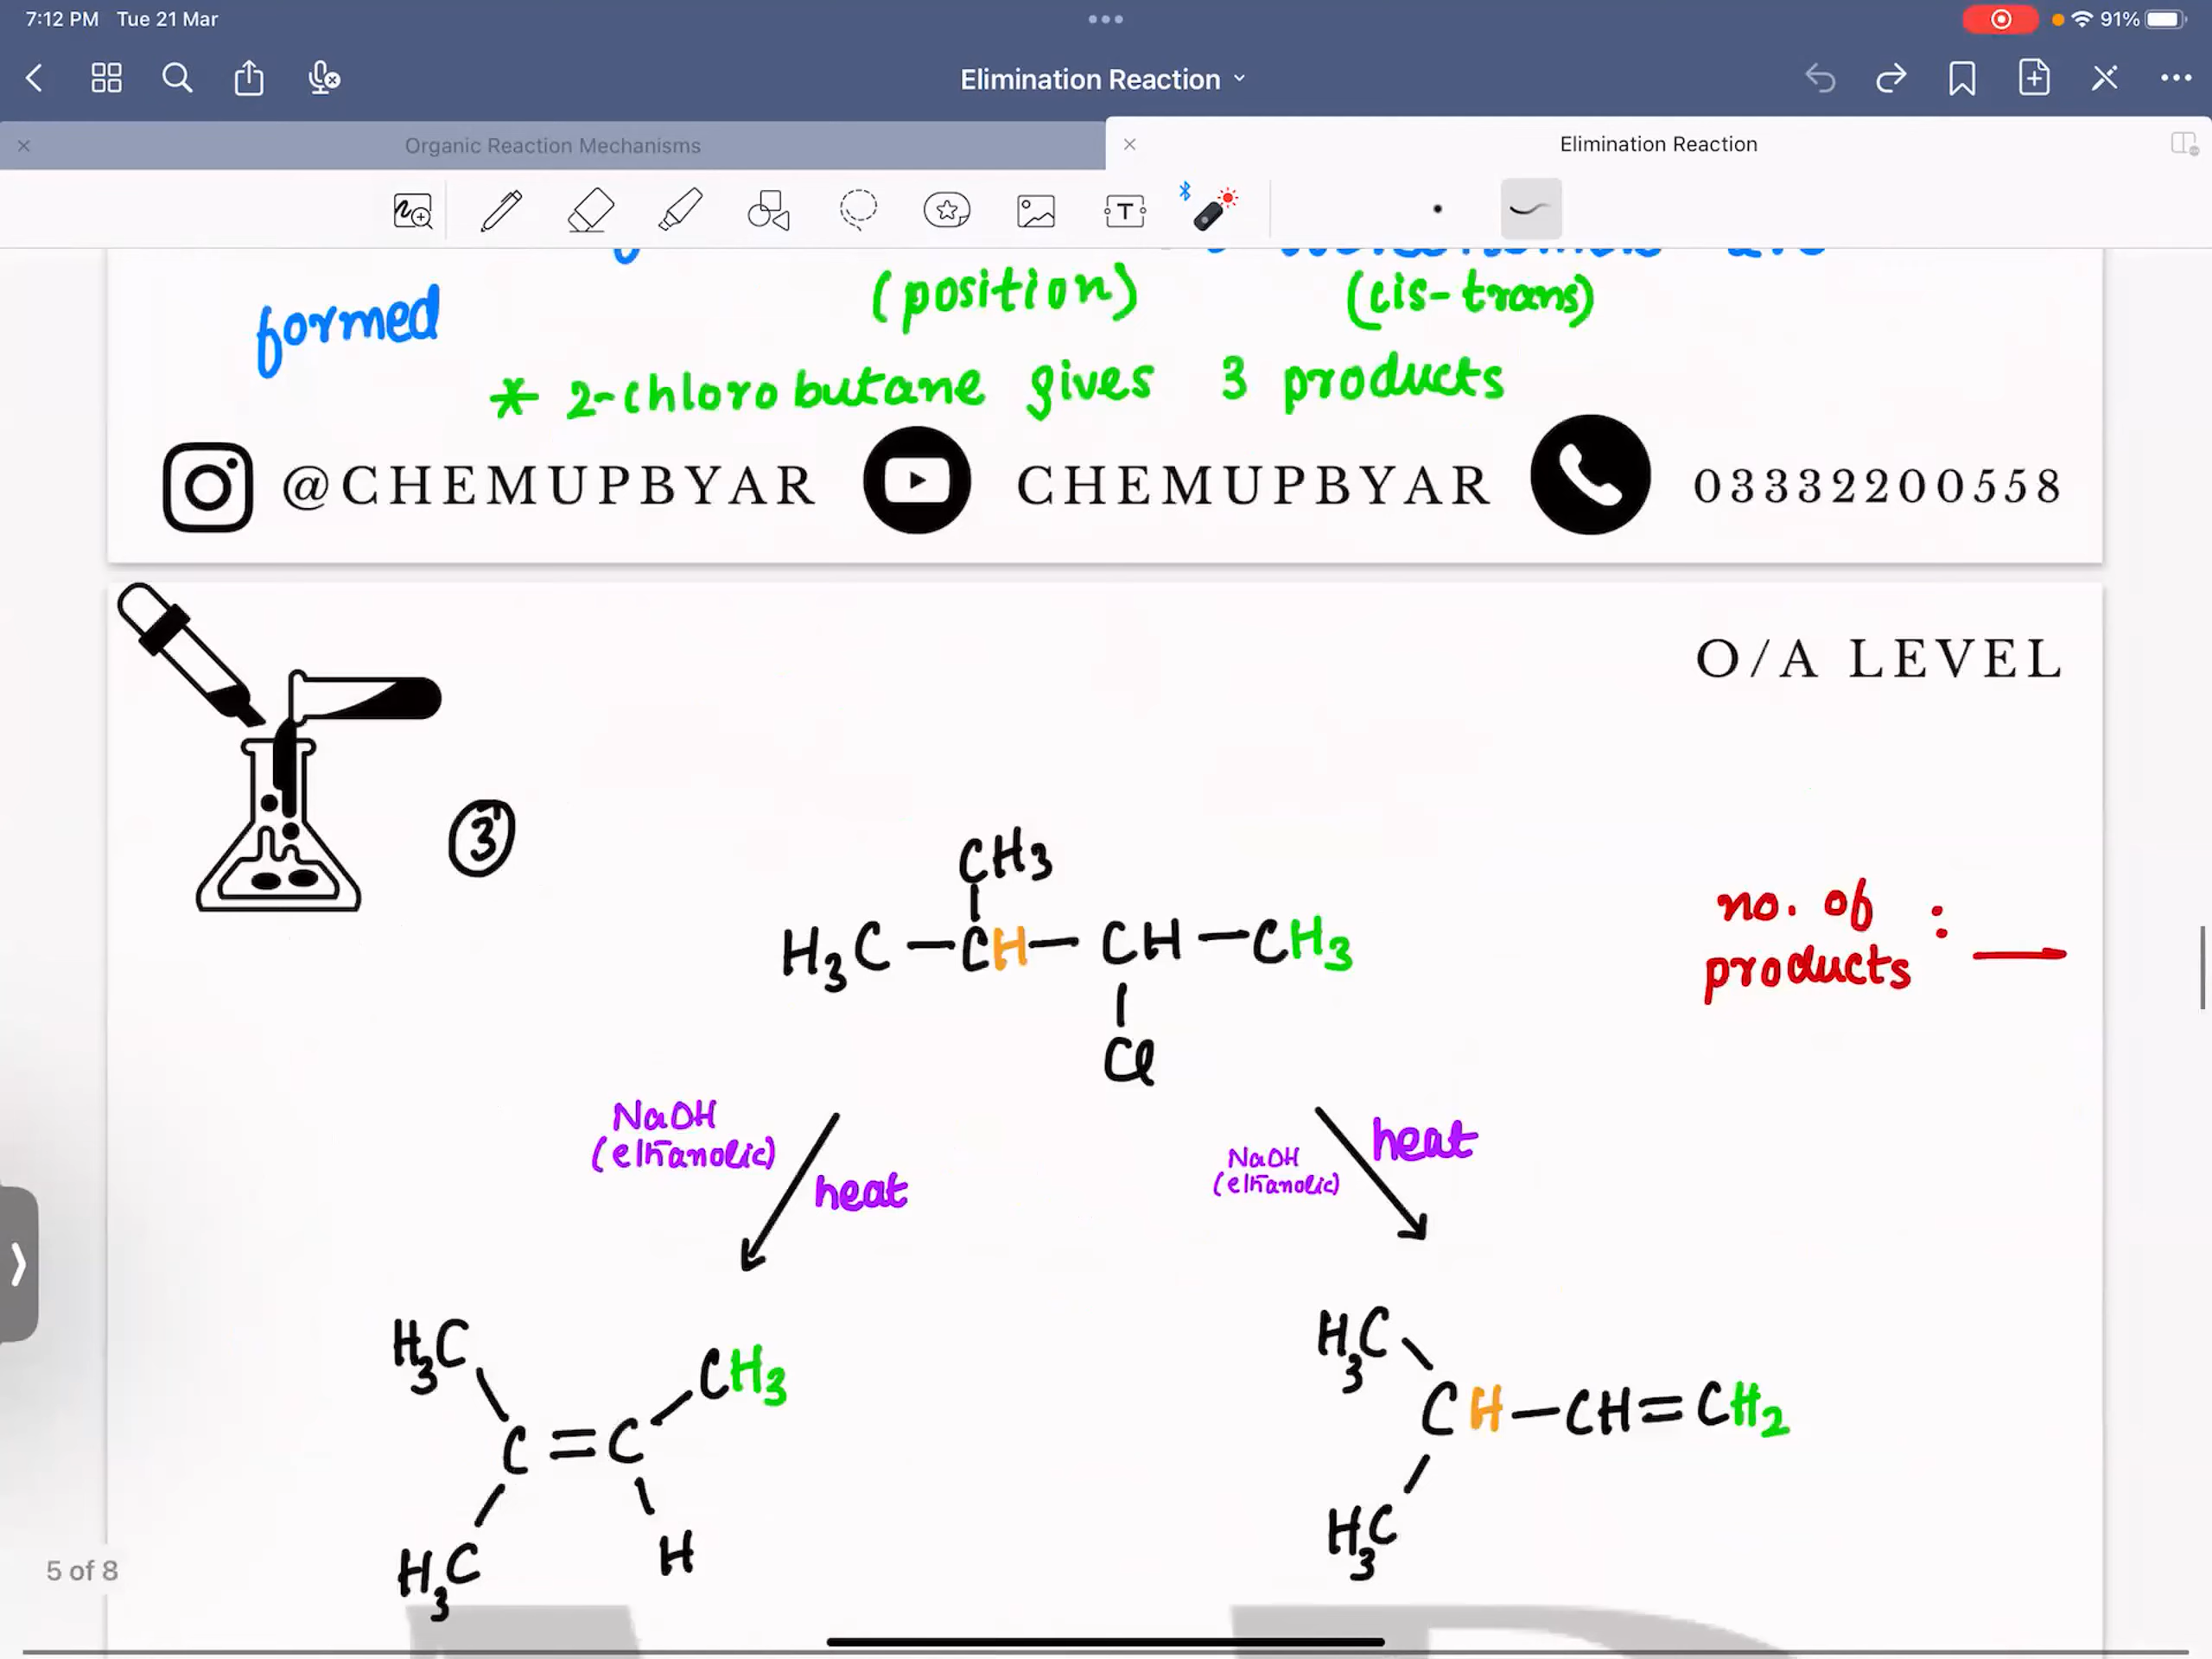 7:12 PM Tue 21 Mar
91%
Elimination Reaction
Organic Reaction Mechanisms
Elimination Reaction
T
(position) (cis-trans)
formed
* 2-chlorobutane gives 3 products
@CHEMUPBYAR CHEMUPBYAR 03332200558
O/A LEVEL
3
CH3
H3C—CH—CH—CH3
Cl
no. of
products : __
NaOH
(ethanolic)
heat
NaOH
(ethanolic)
heat
H3C
CH3
C=C
H3C
H
H3C
CH—CH=CH2
H3C
5 of 8